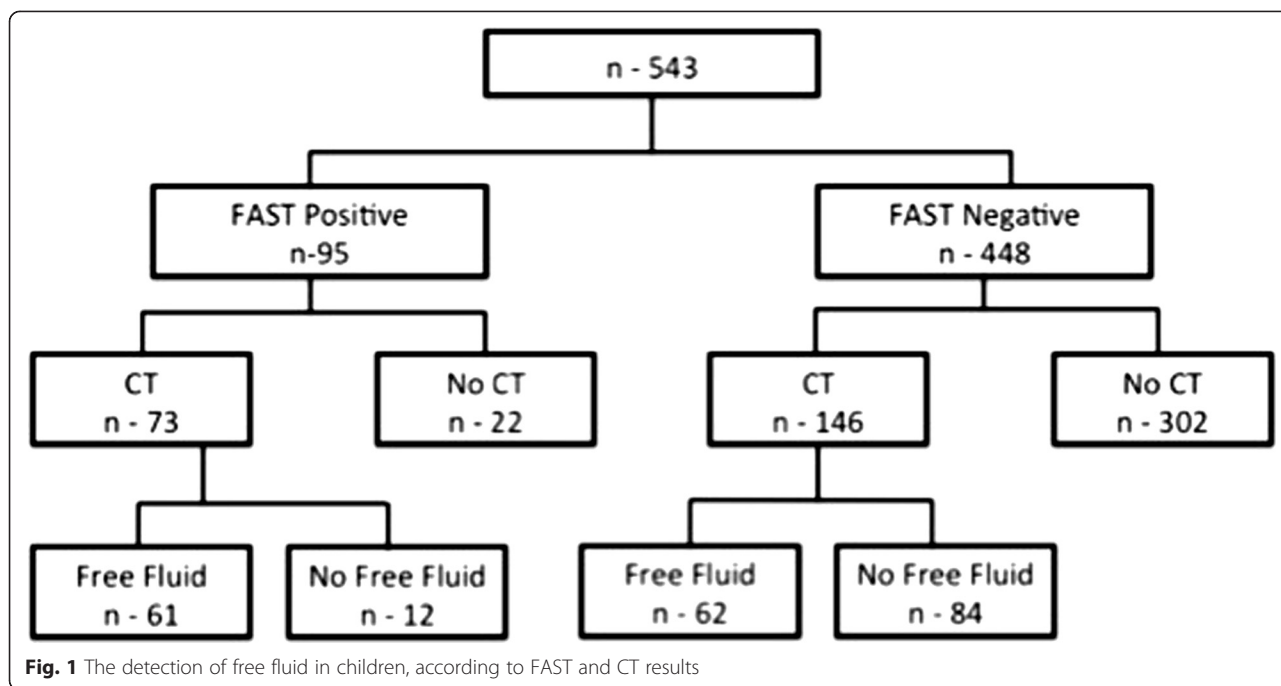 n - 543
FAST Positive
n-95
FAST Negative
n - 448
CT
n - 73
No CT
n - 22
CT
n - 146
No CT
n - 302
Free Fluid
n - 61
No Free Fluid
n - 12
Free Fluid
n - 62
No Free Fluid
n - 84
Fig. 1 The detection of free fluid in children, according to FAST and CT results